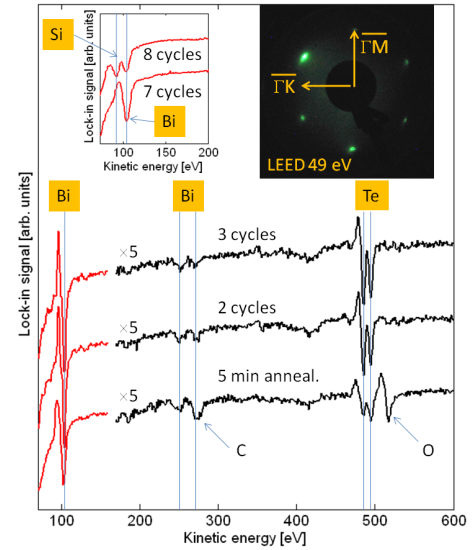 Si
8 cycles
7 cycles
Bi
Lock-in signal [arb. units]
100 150 200
Kinetic energy [eV]
ΓM
ΓK
LEED 49 eV
Bi
Bi
Te
Lock-in signal [arb. units]
×5
3 cycles
×5
2 cycles
×5
5 min anneal.
C
O
100 200 300 400 500 600
Kinetic energy [eV]